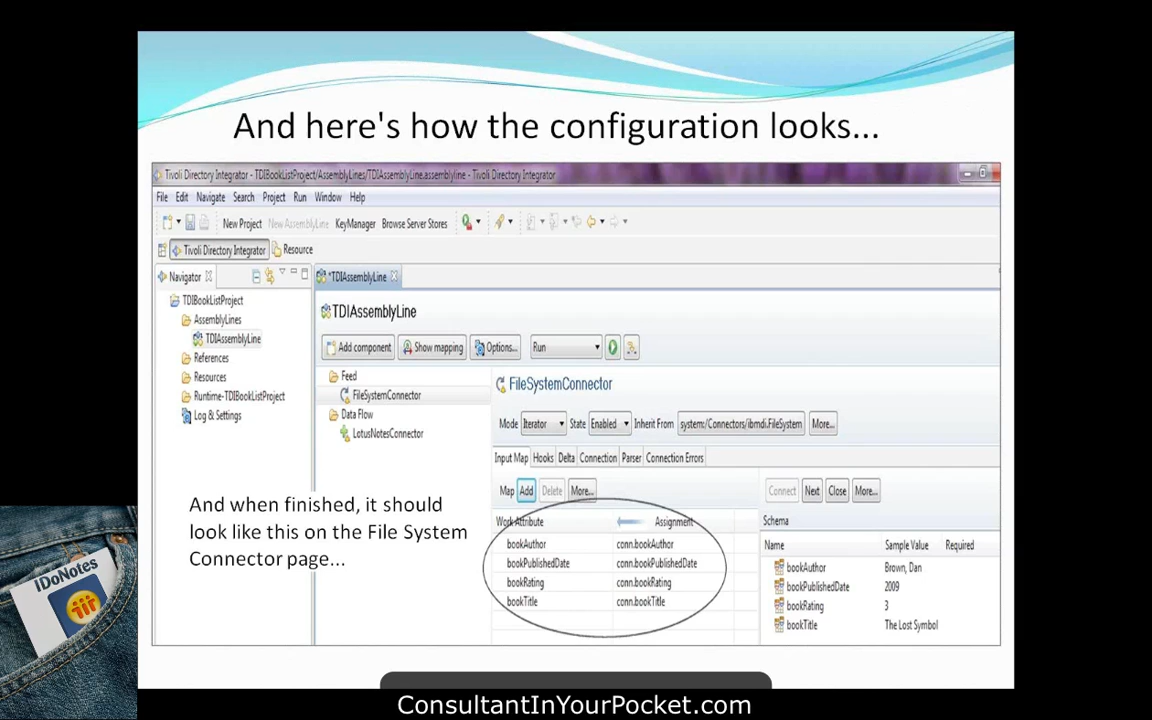 And here's how the configuration looks...
Tivoli Directory Integrator - TDIBookListProject/AssemblyLines/TDIAssemblyLine.assemblyline - Tivoli Directory Integrator
File Edit Navigate Search Project Run Window Help
New Project New AssemblyLine KeyManager Browse Server Stores
Tivoli Directory Integrator Resource
Navigator
*TDIAssemblyLine
TDIBookListProject
AssemblyLines
TDIAssemblyLine
References
Resources
Runtime-TDIBookListProject
Log & Settings
TDIAssemblyLine
Add component Show mapping Options... Run
Feed
FileSystemConnector
Data Flow
LotusNotesConnector
FileSystemConnector
Mode Iterator State Enabled Inherit From system:/Connectors/ibmdi.FileSystem More...
Input Map Hooks Delta Connection Parser Connection Errors
Map Add Delete More...
Work Attribute Assignment
bookAuthor conn.bookAuthor
bookPublishedDate conn.bookPublishedDate
bookRating conn.bookRating
bookTitle conn.bookTitle
Connect Next Close More...
Schema
Name Sample Value Required
bookAuthor Brown, Dan
bookPublishedDate 2009
bookRating 3
bookTitle The Lost Symbol
And when finished, it should
look like this on the File System
Connector page...
IDoNotes
ConsultantInYourPocket.com